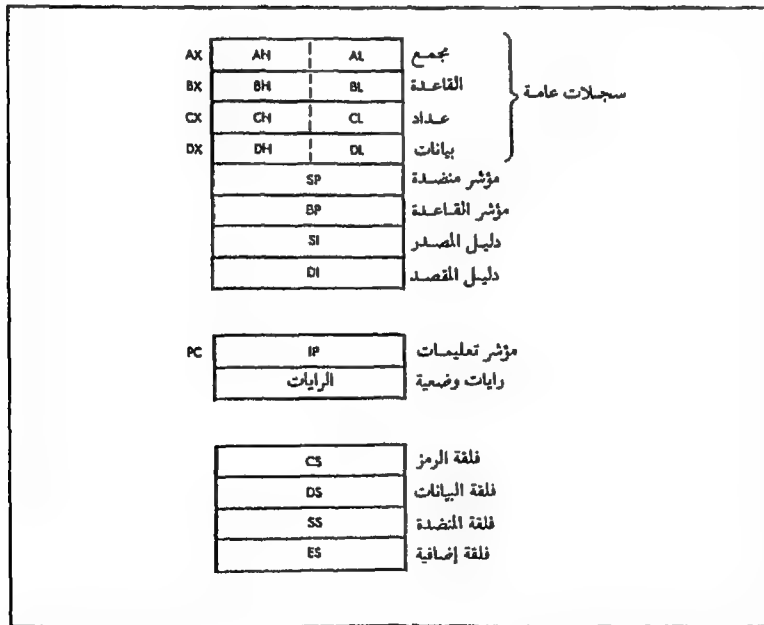 AX AH AL مجمع
BX BH BL القاعدة
سجلات عامة
CX CH CL عداد
DX DH DL بيانات
SP مؤشر منضدة
BP مؤشر القاعدة
SI دليل المصدر
DI دليل المقصد
PC IP مؤشر تعليمات
الرايات رايات وضعية
CS فلقة الرمز
DS فلقة البيانات
SS فلقة المنضدة
ES فلقة إضافية